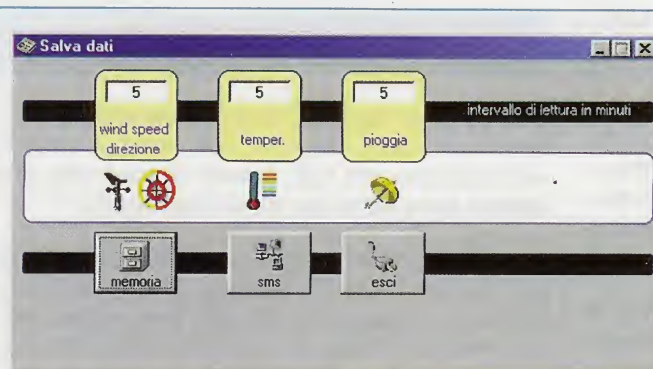 Salva dati
5
5
5
intervallo di lettura in minuti
wind speed
direzione
temper.
pioggia
memoria
sms
esci